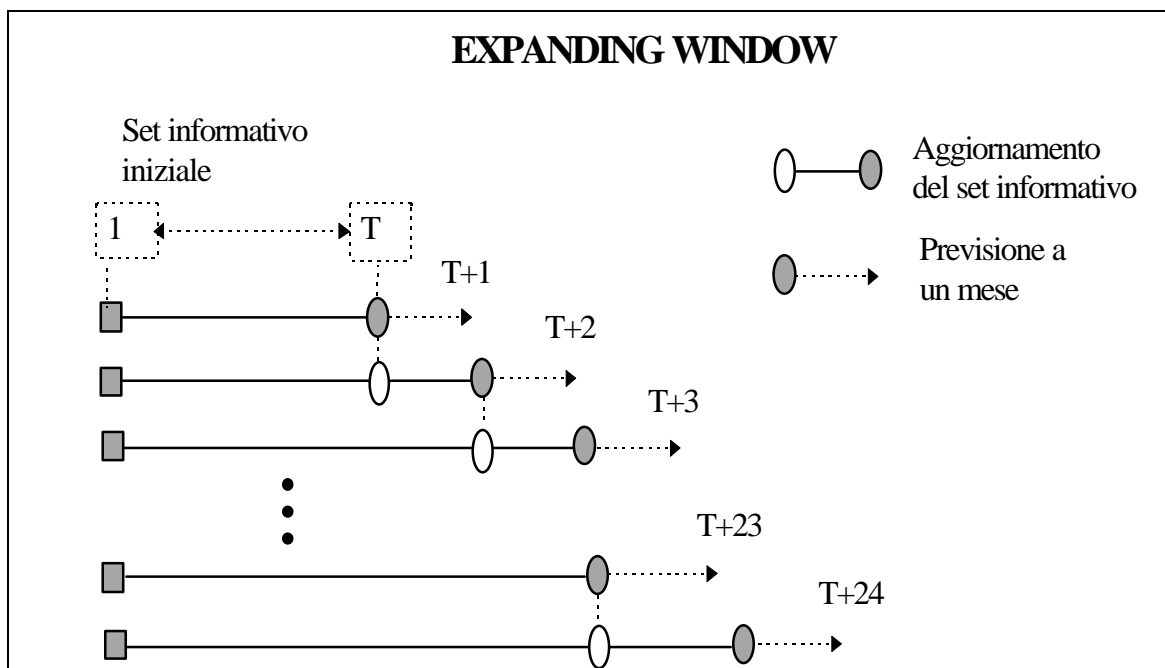 EXPANDING WINDOW
Set informativo
iniziale
1
T
Aggiornamento
del set informativo
Previsione a
un mese
T+1
T+2
T+3
T+23
T+24